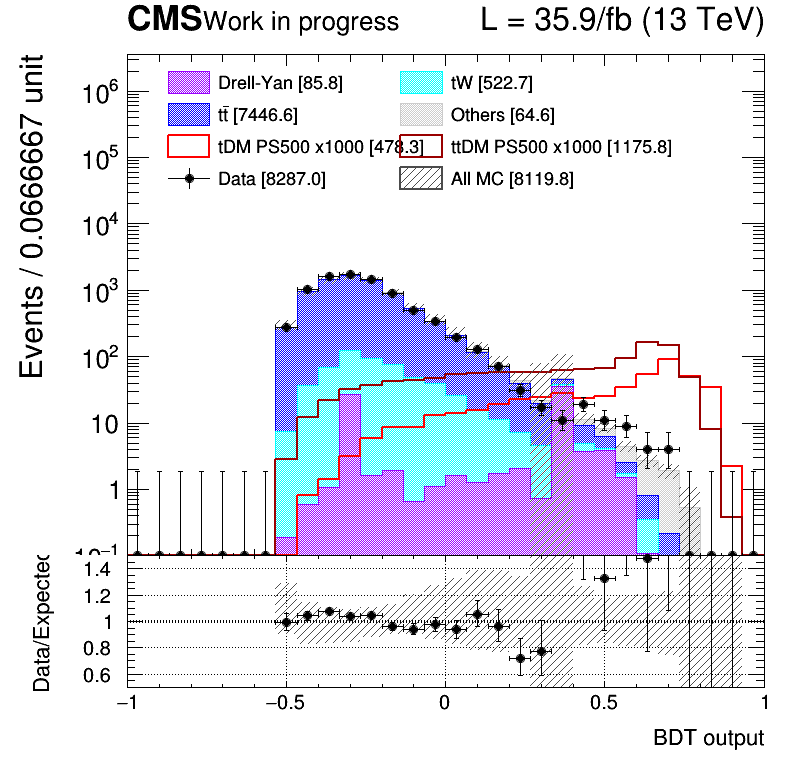 CMS Work in progress L = 35.9/fb (13 TeV)
Events / 0.0666667 unit
Drell-Yan [85.8] tW [522.7]
tt̄ [7446.6] Others [64.6]
tDM PS500 x1000 [478.3] ttDM PS500 x1000 [1175.8]
Data [8287.0] All MC [8119.8]
10⁶
10⁵
10⁴
10³
10²
10
1
10⁻¹
Data/Expected
1.4
1.2
1
0.8
0.6
−1 −0.5 0 0.5 1
BDT output